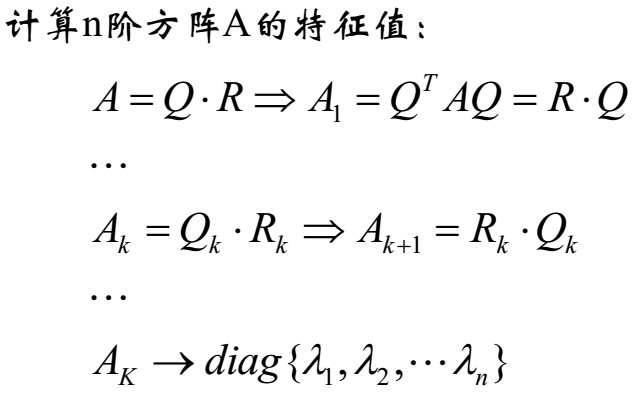 计算n阶方阵A的特征值：
A = Q · R ⇒ A₁ = QᵀAQ = R · Q
…
Aₖ = Qₖ · Rₖ ⇒ Aₖ₊₁ = Rₖ · Qₖ
…
A_K → diag{λ₁, λ₂, ⋯ λₙ}